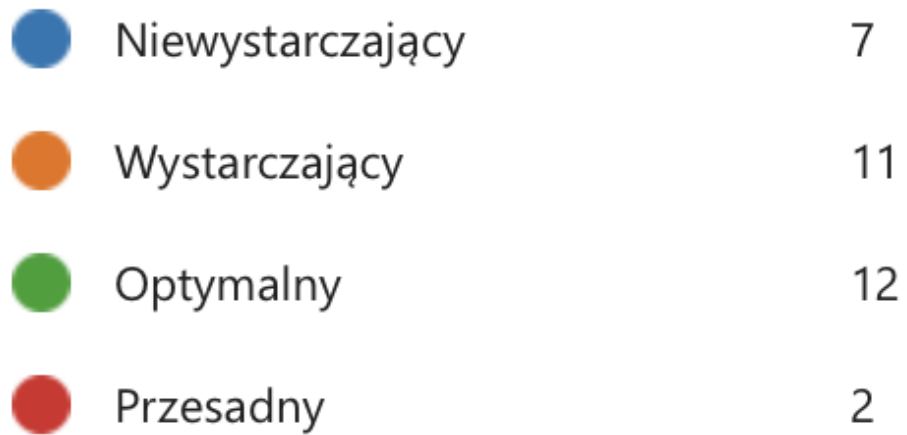 Niewystarczający 7
Wystarczający 11
Optymalny 12
Przesadny 2